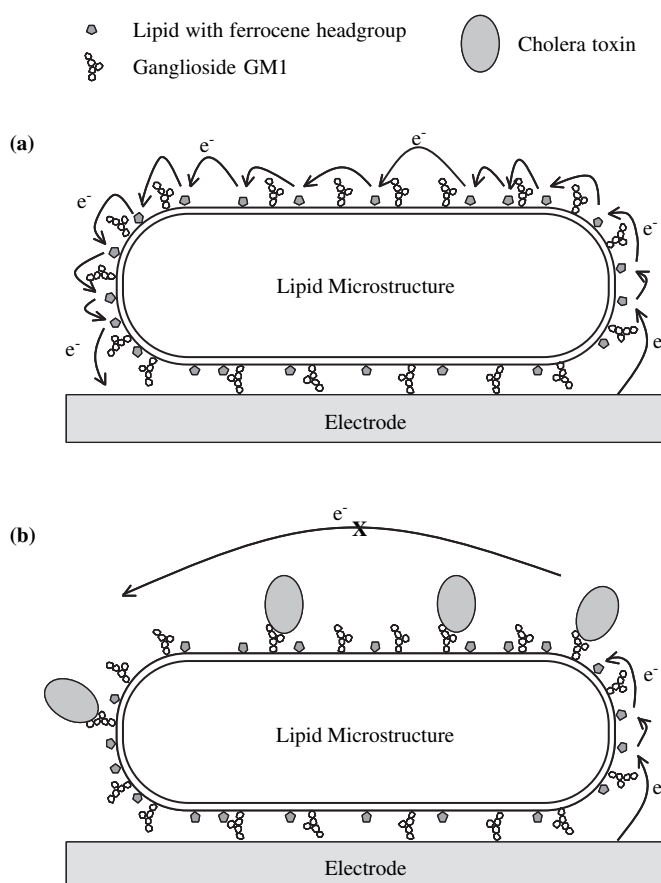 Lipid with ferrocene headgroup
Ganglioside GM1
Cholera toxin
(a)
e-
e-
e-
e-
e-
e-
e
Lipid Microstructure
Electrode
(b)
e-
X
e-
e
Lipid Microstructure
Electrode